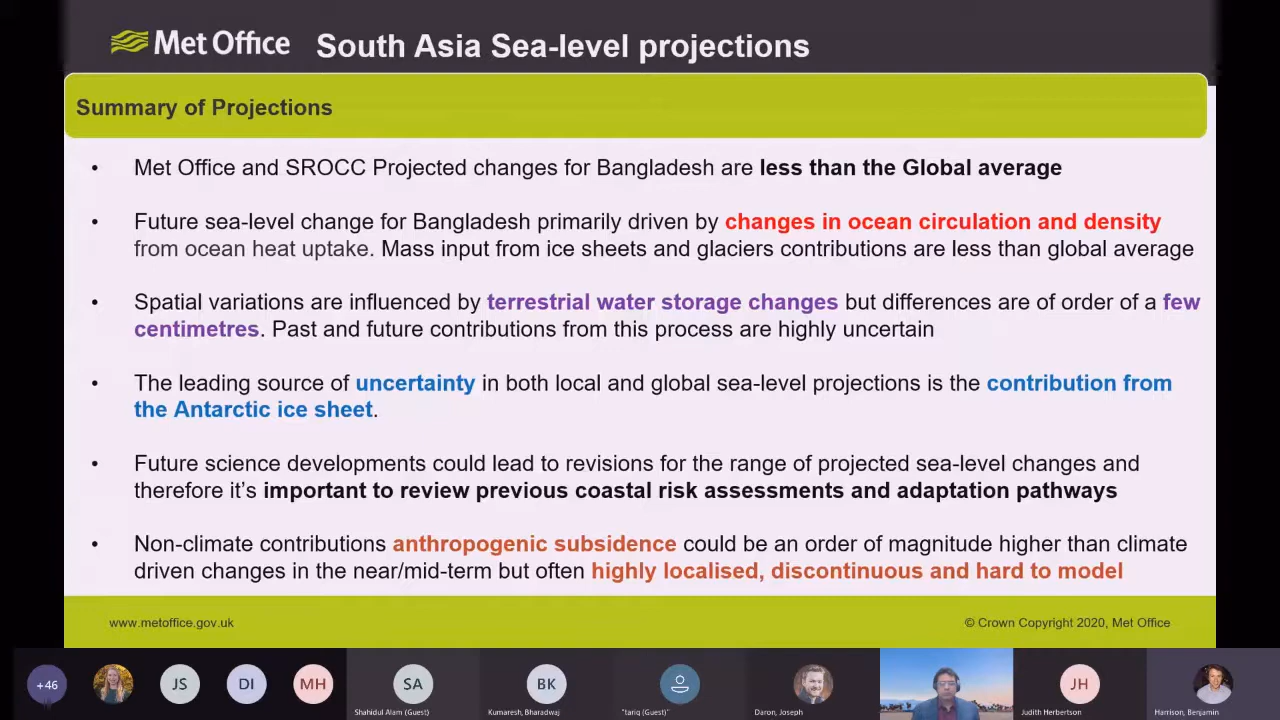 Met Office South Asia Sea-level projections
Summary of Projections
• Met Office and SROCC Projected changes for Bangladesh are less than the Global average
• Future sea-level change for Bangladesh primarily driven by changes in ocean circulation and density
from ocean heat uptake. Mass input from ice sheets and glaciers contributions are less than global average
• Spatial variations are influenced by terrestrial water storage changes but differences are of order of a few
centimetres. Past and future contributions from this process are highly uncertain
• The leading source of uncertainty in both local and global sea-level projections is the contribution from
the Antarctic ice sheet.
• Future science developments could lead to revisions for the range of projected sea-level changes and
therefore it’s important to review previous coastal risk assessments and adaptation pathways
• Non-climate contributions anthropogenic subsidence could be an order of magnitude higher than climate
driven changes in the near/mid-term but often highly localised, discontinuous and hard to model
www.metoffice.gov.uk © Crown Copyright 2020, Met Office
+46 JS DI MH SA BK JH
Shahidul Alam (Guest) Kumaresh, Bharadwaj "tariq (Guest)" Daron, Joseph Judith Herbertson Harrison, Benjamin